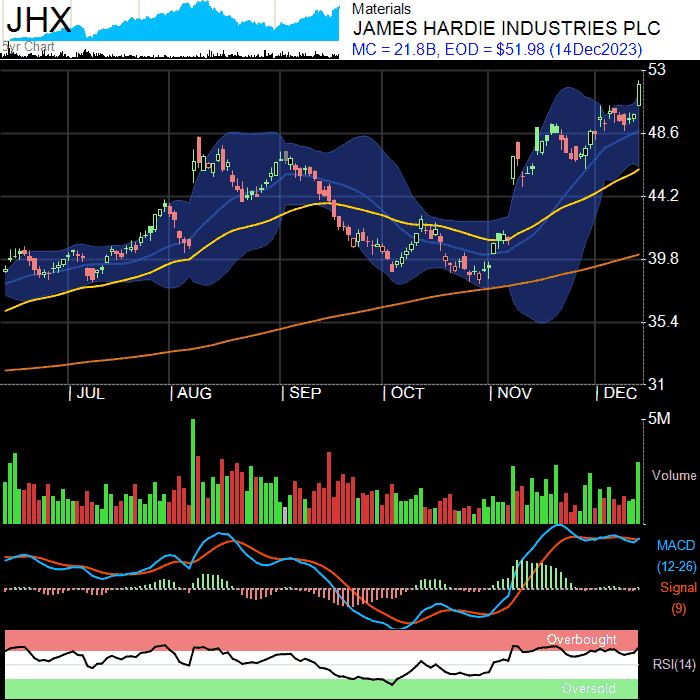 JHX
5yr Chart
Materials
JAMES HARDIE INDUSTRIES PLC
MC = 21.8B, EOD = $51.98 (14Dec2023)
53
48.6
44.2
39.8
35.4
31
JUL
AUG
SEP
OCT
NOV
DEC
5M
Volume
MACD
(12-26)
Signal
(9)
Overbought
RSI(14)
Oversold